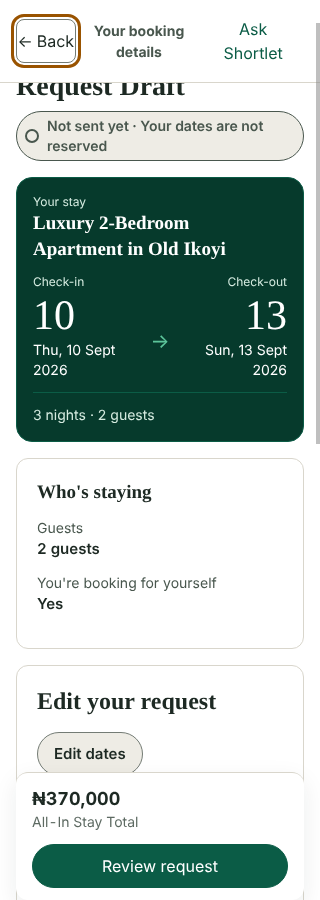 ← Back
Your booking
details
Ask
Shortlet
Request Draft
Not sent yet · Your dates are not
reserved
Your stay
Luxury 2-Bedroom
Apartment in Old Ikoyi
Check-in
Check-out
10
13
Thu, 10 Sept
2026
→
Sun, 13 Sept
2026
3 nights · 2 guests
Who's staying
Guests
2 guests
You're booking for yourself
Yes
Edit your request
Edit dates
₦370,000
All-In Stay Total
Review request